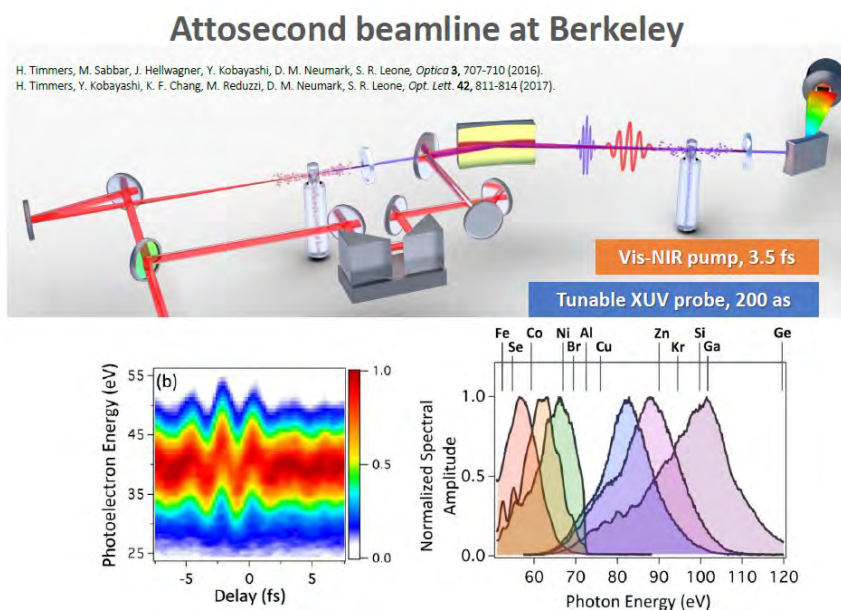 Attosecond beamline at Berkeley
H. Timmers, M. Sabbar, J. Hellwagner, Y. Kobayashi, D. M. Neumark, S. R. Leone, Optica 3, 707-710 (2016).
H. Timmers, Y. Kobayashi, K. F. Chang, M. Reduzzi, D. M. Neumark, S. R. Leone, Opt. Lett. 42, 811-814 (2017).
Vis-NIR pump, 3.5 fs
Tunable XUV probe, 200 as
(b)
Photoelectron Energy (eV)
55
45
35
25
-5 0 5
Delay (fs)
1.0
0.5
0.0
Fe Co Ni Al Zn Si Ge
Se Br Cu Kr Ga
Normalized Spectral
Amplitude
1.0
0.5
0.0
60 70 80 90 100 110 120
Photon Energy (eV)